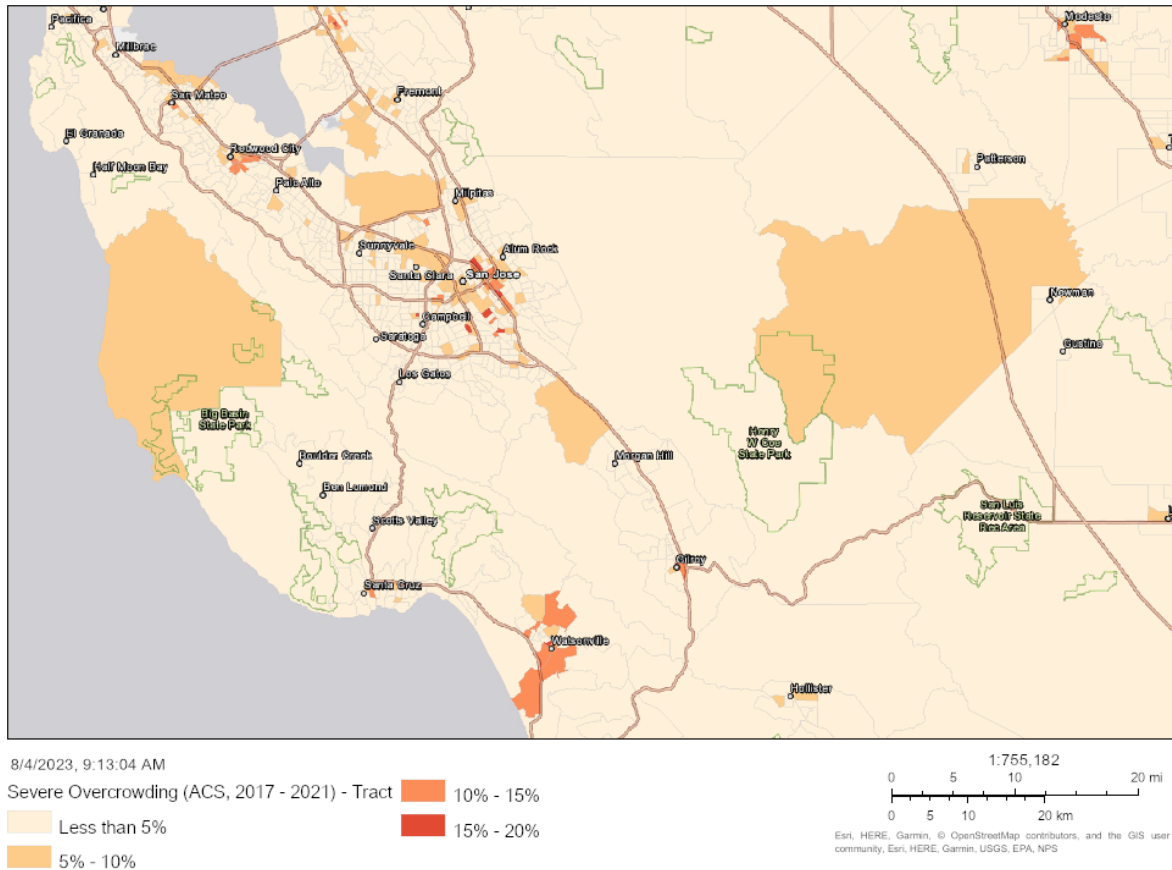 Pacifica
Millbrae
San Mateo
Fremont
Modesto
El Granada
Redwood City
Half Moon Bay
Palo Alto
Milpitas
Patterson
Sunnyvale
Alum Rock
Santa Clara
San Jose
Newman
Campbell
Saratoga
Gustine
Los Gatos
Big Basin
State Park
Henry
W Coe
State Park
Boulder Creek
Morgan Hill
Ben Lomond
San Luis
Reservoir State
Rec Area
Scotts Valley
Gilroy
Santa Cruz
Watsonville
Hollister
8/4/2023, 9:13:04 AM
Severe Overcrowding (ACS, 2017 - 2021) - Tract
Less than 5%
5% - 10%
10% - 15%
15% - 20%
1:755,182
0 5 10 20 mi
0 5 10 20 km
Esri, HERE, Garmin, © OpenStreetMap contributors, and the GIS user
community, Esri, HERE, Garmin, USGS, EPA, NPS